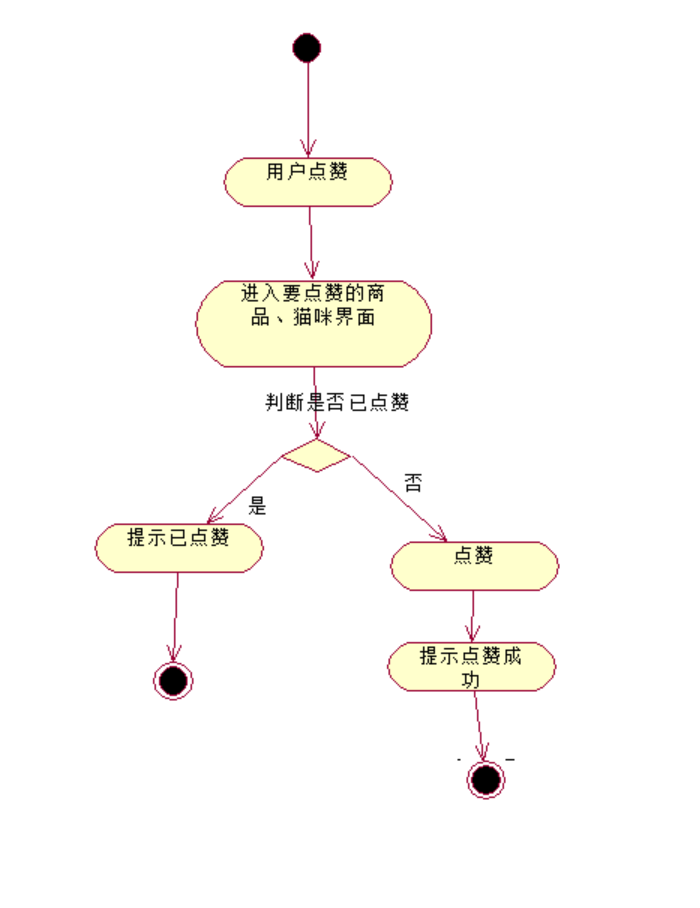 用户点赞
进入要点赞的商
品、猫咪界面
判断是否已点赞
否
是
提示已点赞
点赞
提示点赞成
功